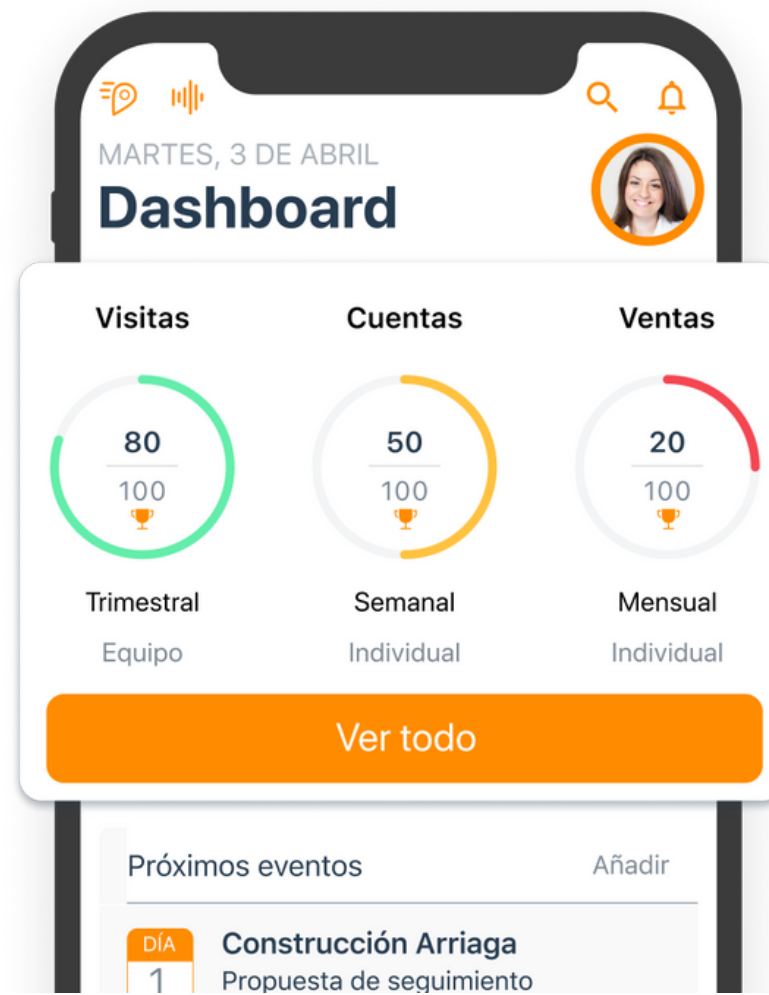 MARTES, 3 DE ABRIL
Dashboard
Visitas Cuentas Ventas
80 50 20
100 100 100
Trimestral Semanal Mensual
Equipo Individual Individual
Ver todo
Próximos eventos Añadir
DÍA
Construcción Arriaga
1 Propuesta de seguimiento